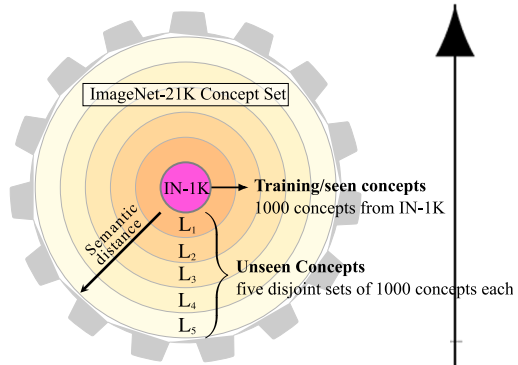 ImageNet-21K Concept Set
IN-1K
Training/seen concepts
1000 concepts from IN-1K
Semantic
distance
L₁
L₂
L₃
L₄
L₅
Unseen Concepts
five disjoint sets of 1000 concepts each